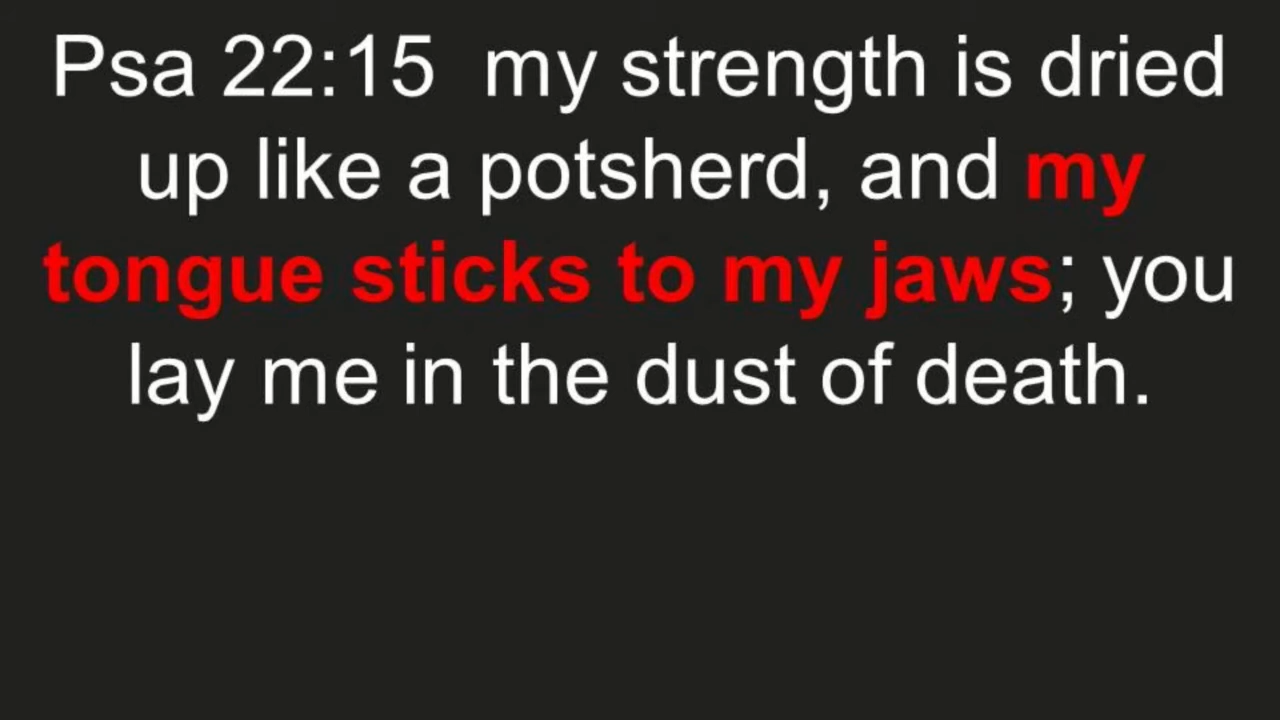 Psa 22:15  my strength is dried
up like a potsherd, and my
tongue sticks to my jaws; you
lay me in the dust of death.